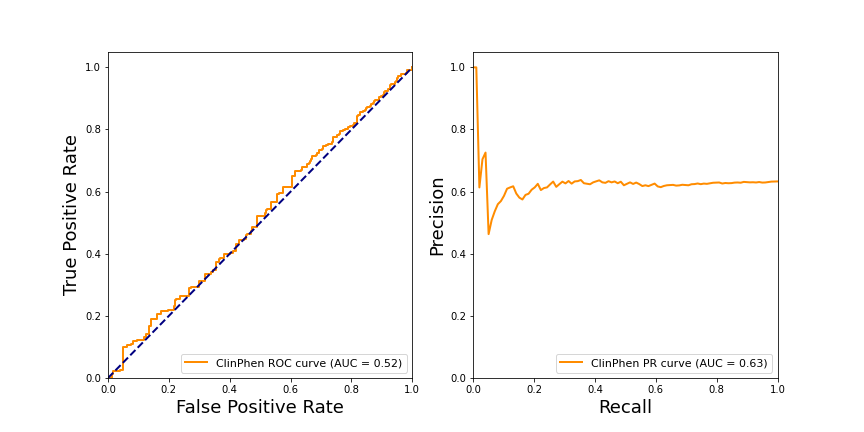 True Positive Rate
1.0
0.8
0.6
0.4
0.2
0.0
0.0 0.2 0.4 0.6 0.8 1.0
False Positive Rate
ClinPhen ROC curve (AUC = 0.52)
Precision
1.0
0.8
0.6
0.4
0.2
0.0
0.0 0.2 0.4 0.6 0.8 1.0
Recall
ClinPhen PR curve (AUC = 0.63)